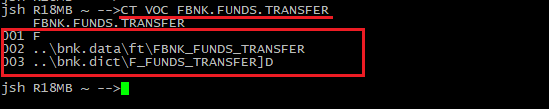 jsh R18MB ~ -->CT VOC FBNK.FUNDS.TRANSFER
FBNK.FUNDS.TRANSFER
001 F
002 ..\bnk.data\ft\FBNK_FUNDS_TRANSFER
003 ..\bnk.dict\F_FUNDS_TRANSFER]D
jsh R18MB ~ -->